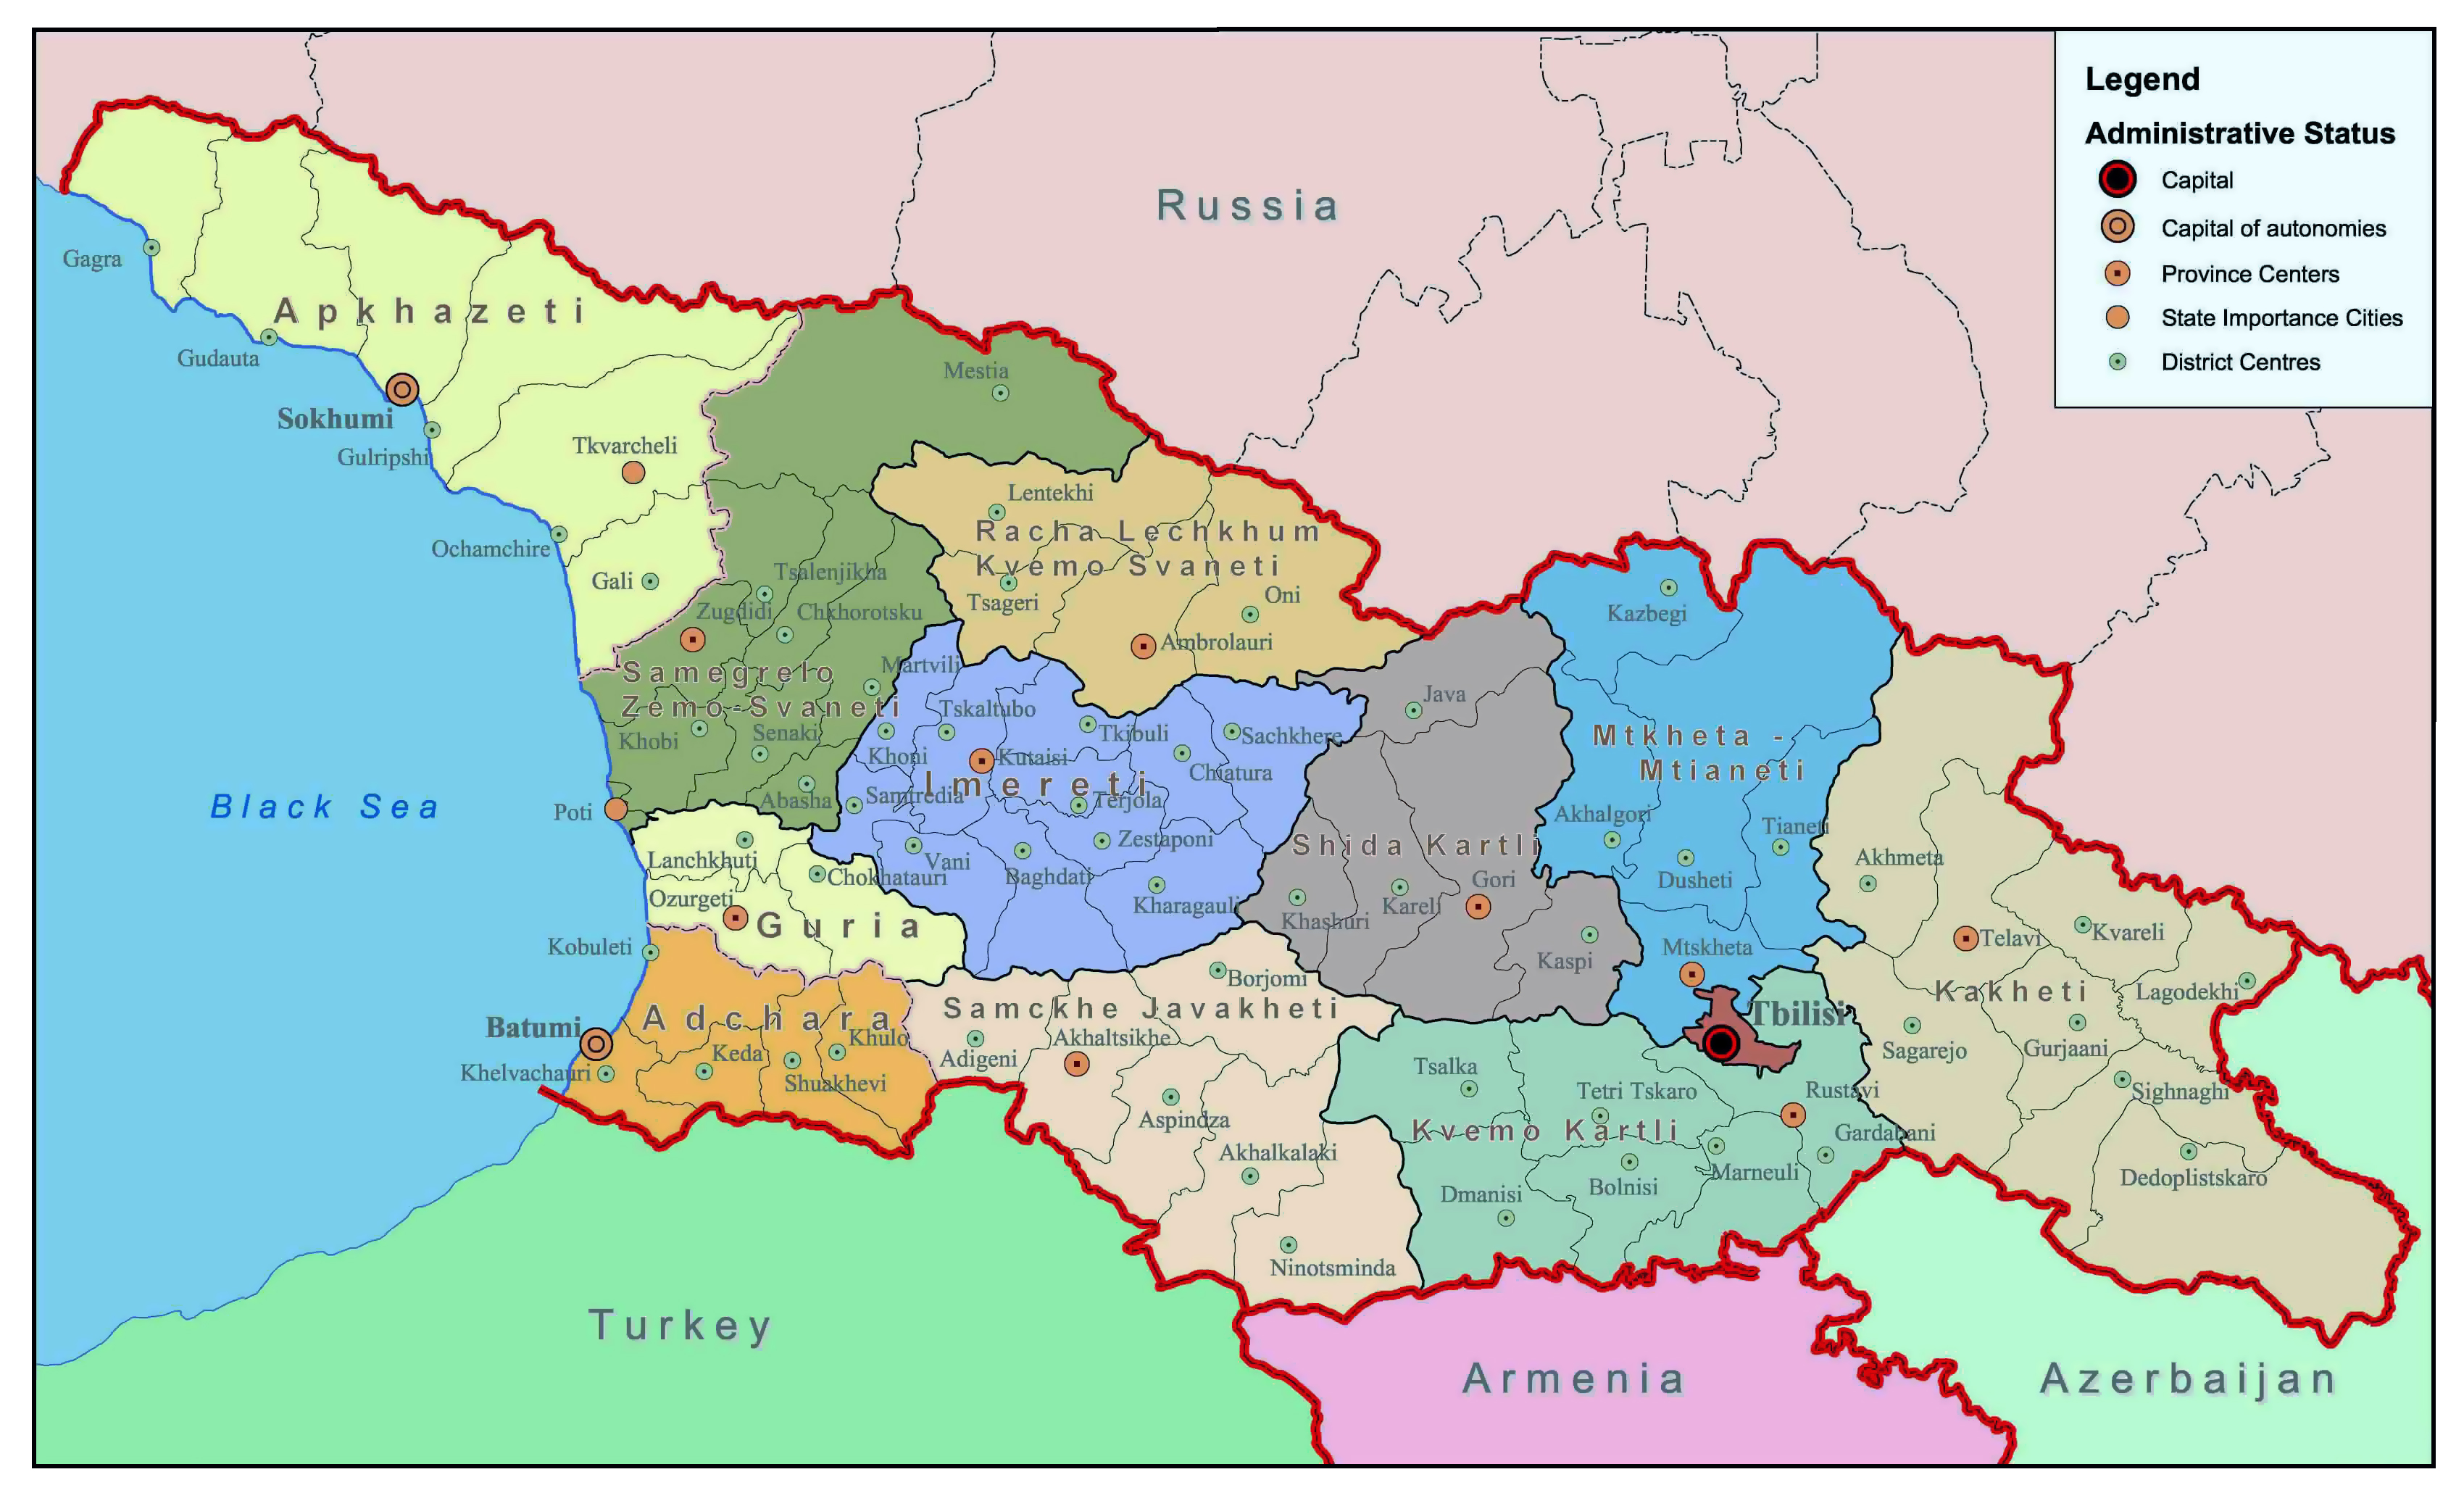 Legend
Administrative Status
Capital
Capital of autonomies
Province Centers
State Importance Cities
District Centres
Russia
Gagra
Apkhazeti
Gudauta
Sokhumi
Gulripshi
Tkvarcheli
Ochamchire
Gali
Mestia
Lentekhi
Racha Lechkhum
Kvemo Svaneti
Tsageri
Oni
Ambrolauri
Tsalenjikha
Zugdidi
Chkhorotsku
Samegrelo
Zemo-Svaneti
Martvili
Khobi
Senaki
Abasha
Poti
Black Sea
Tskaltubo
Khoni
Kutaisi
Tkibuli
Sachkhere
Chiatura
Imereti
Samtredia
Terjola
Vani
Baghdati
Zestaponi
Kharagauli
Java
Shida Kartli
Khashuri
Kareli
Gori
Kaspi
Kazbegi
Mtkheta -
Mtianeti
Akhalgori
Tianeti
Dusheti
Mtskheta
Tbilisi
Akhmeta
Telavi
Kvareli
Kakheti
Lagodekhi
Sagarejo
Gurjaani
Sighnaghi
Dedoplistskaro
Lanchkhuti
Chokhatauri
Ozurgeti
Guria
Kobuleti
Batumi
Adchara
Khelvachauri
Keda
Shuakhevi
Khulo
Samckhe Javakheti
Borjomi
Adigeni
Akhaltsikhe
Aspindza
Akhalkalaki
Ninotsminda
Tsalka
Tetri Tskaro
Rustavi
Kvemo Kartli
Gardabani
Marneuli
Bolnisi
Dmanisi
Turkey
Armenia
Azerbaijan